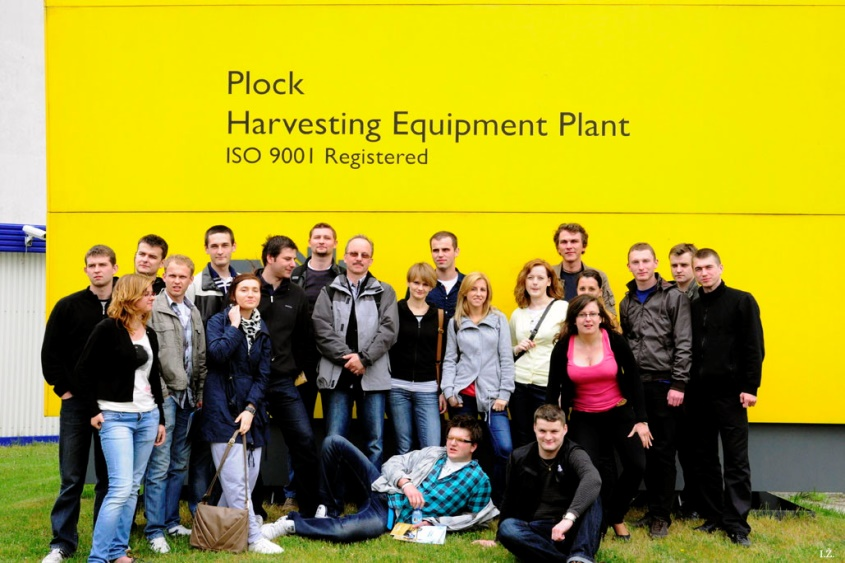 Plock
Harvesting Equipment Plant
ISO 9001 Registered
I.Ż.